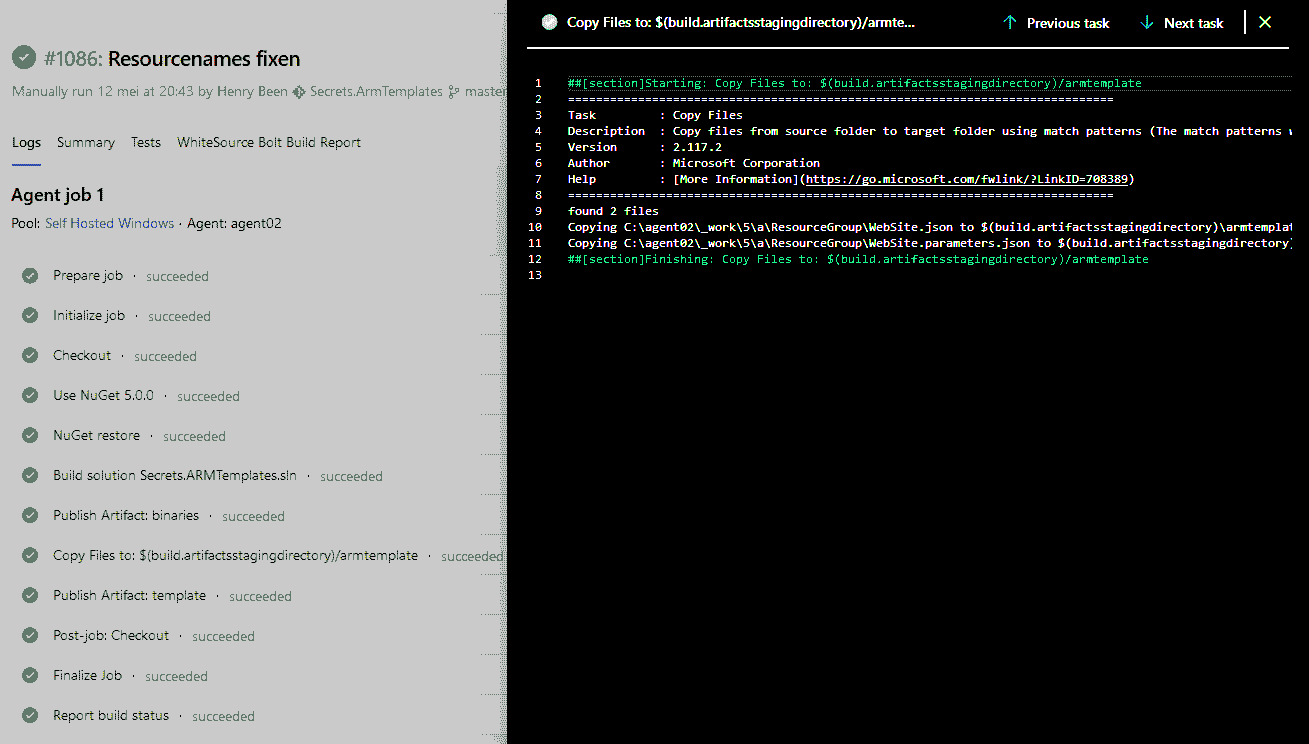 #1086: Resourcenames fixen
Manually run 12 mei at 20:43 by Henry Been Secrets.ArmTemplates master
Logs Summary Tests WhiteSource Bolt Build Report
Agent job 1
Pool: Self Hosted Windows · Agent: agent02
Prepare job · succeeded
Initialize job · succeeded
Checkout · succeeded
Use NuGet 5.0.0 · succeeded
NuGet restore · succeeded
Build solution Secrets.ARMTemplates.sln · succeeded
Publish Artifact: binaries · succeeded
Copy Files to: $(build.artifactsstagingdirectory)/armtemplate · succeeded
Publish Artifact: template · succeeded
Post-job: Checkout · succeeded
Finalize Job · succeeded
Report build status · succeeded
Copy Files to: $(build.artifactsstagingdirectory)/armte...
Previous task
Next task
1 ##[section]Starting: Copy Files to: $(build.artifactsstagingdirectory)/armtemplate
2 ==============================================================================
3 Task : Copy Files
4 Description : Copy files from source folder to target folder using match patterns (The match patterns w
5 Version : 2.117.2
6 Author : Microsoft Corporation
7 Help : [More Information](https://go.microsoft.com/fwlink/?LinkID=708389)
8 ==============================================================================
9 found 2 files
10 Copying C:\agent02\_work\5\a\ResourceGroup\WebSite.json to $(build.artifactsstagingdirectory)\armtemplat
11 Copying C:\agent02\_work\5\a\ResourceGroup\WebSite.parameters.json to $(build.artifactsstagingdirectory)
12 ##[section]Finishing: Copy Files to: $(build.artifactsstagingdirectory)/armtemplate
13